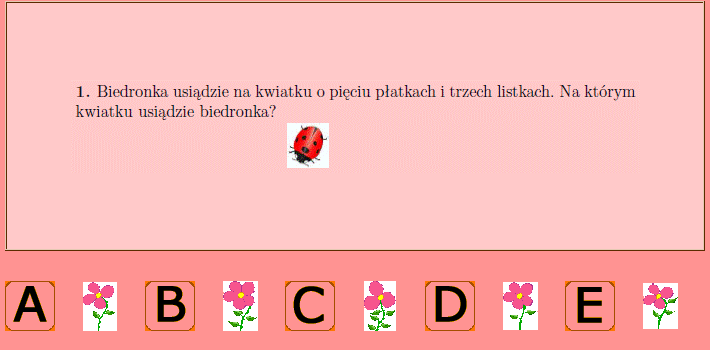 1. Biedronka usiądzie na kwiatku o pięciu płatkach i trzech listkach. Na którym
kwiatku usiądzie biedronka?
A B C D E